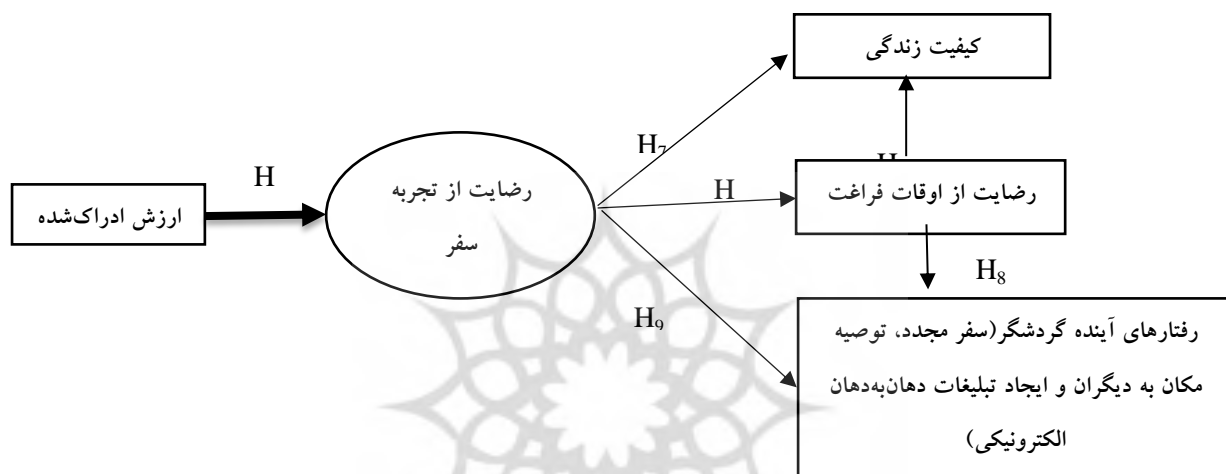 کیفیت زندگی
H₇
H
H
H
رضایت از تجربه
سفر
رضایت از اوقات فراغت
ارزش ادراک‌شده
H₈
H₉
رفتارهای آینده گردشگر(سفر مجدد، توصیه
مکان به دیگران و ایجاد تبلیغات دهان‌به‌دهان
الکترونیکی)